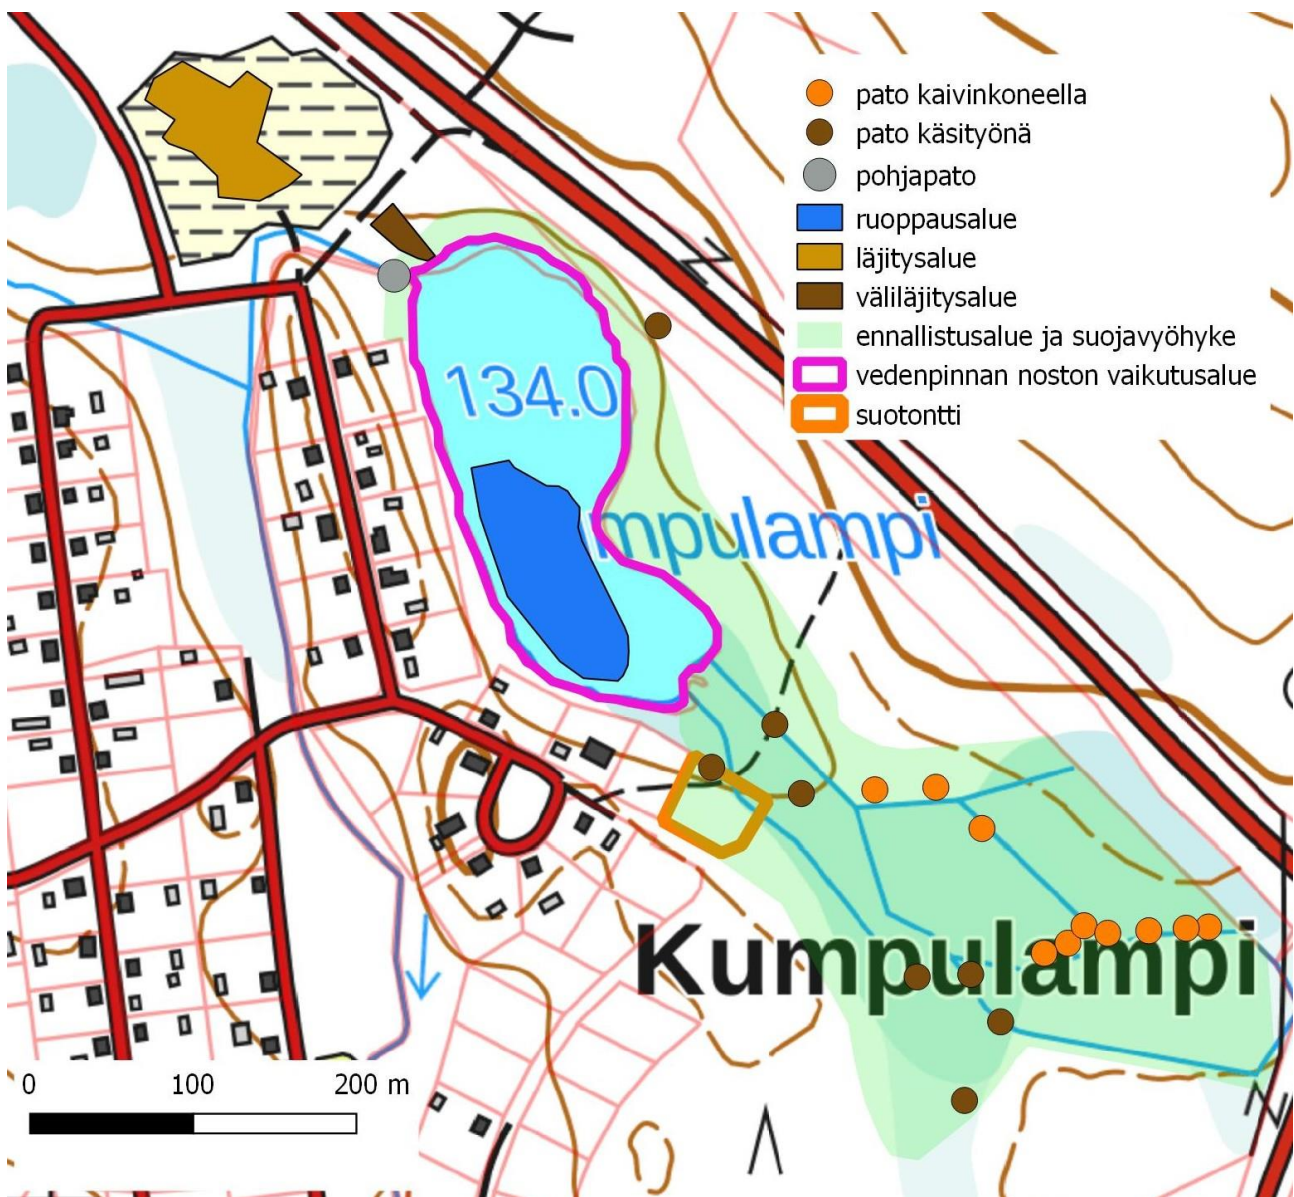 pato kaivinkoneella
pato käsityönä
pohjapato
ruoppausalue
läjitysalue
väliläjitysalue
ennallistusalue ja suojavyöhyke
vedenpinnan noston vaikutusalue
suotontti
134.0
mpulampi
Kumpulampi
0 100 200 m